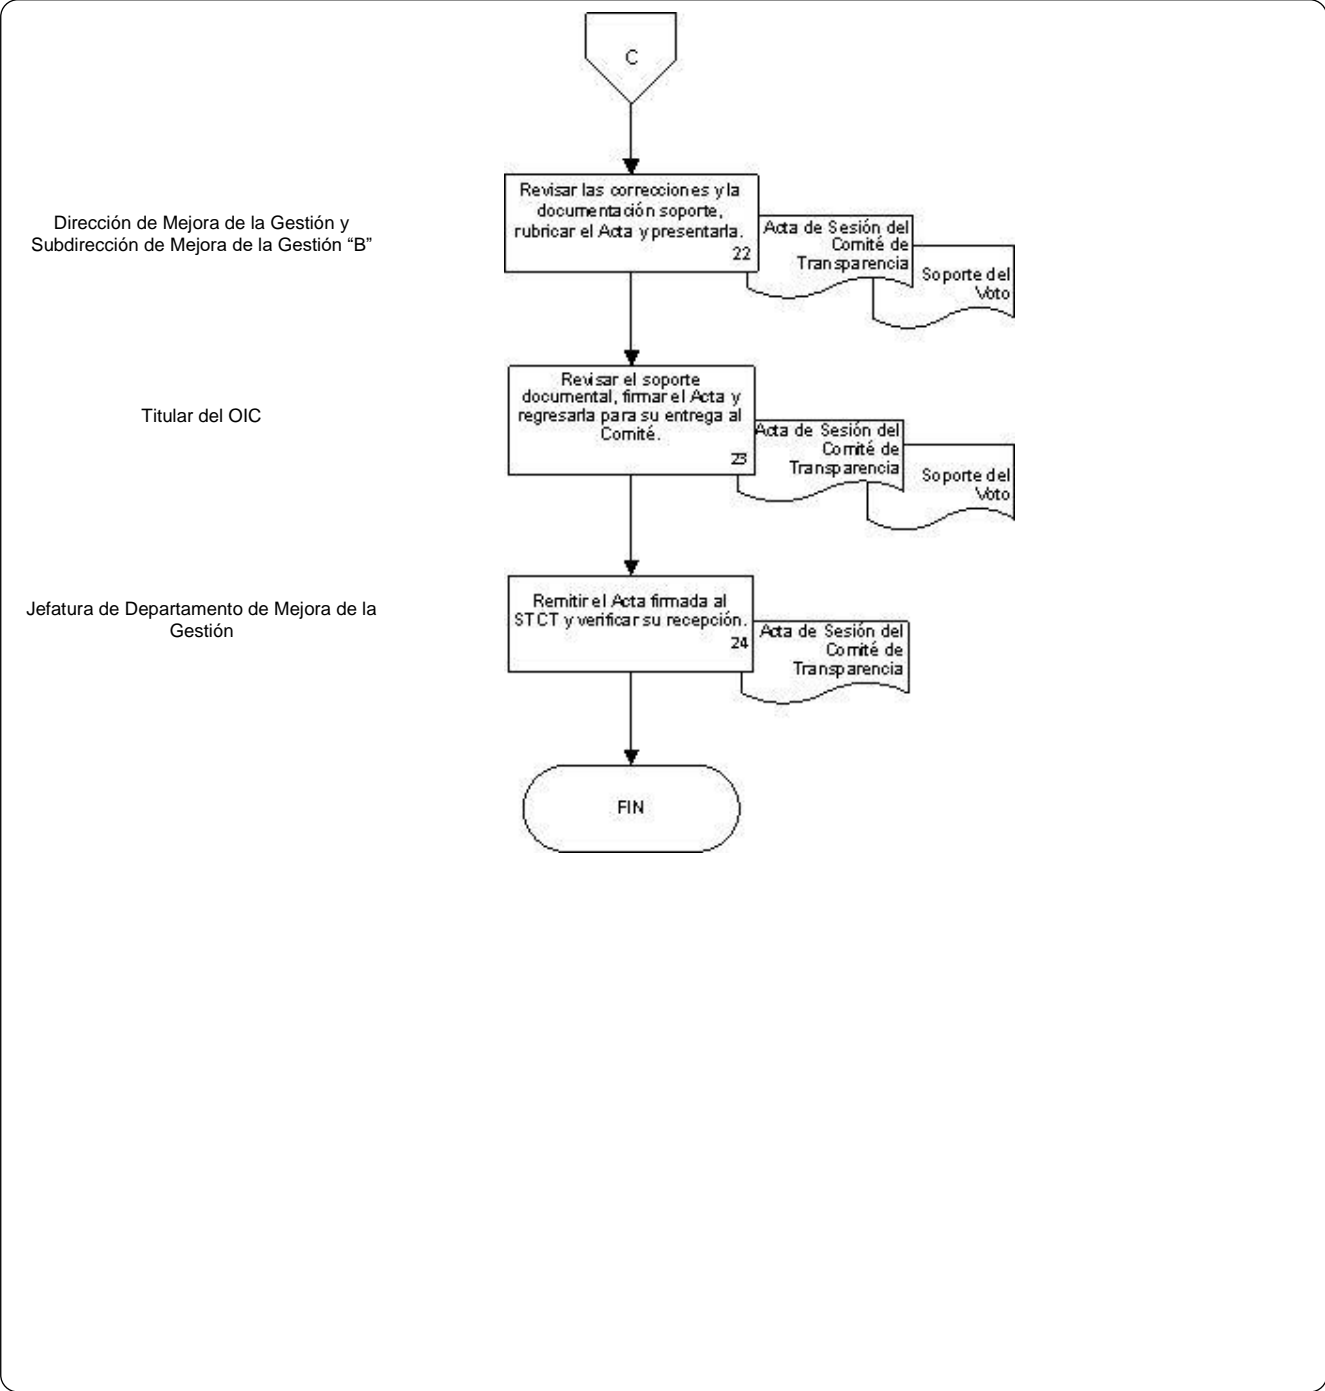 C
Dirección de Mejora de la Gestión y
Subdirección de Mejora de la Gestión “B”
Revisar las correcciones y la
documentación soporte,
rubricar el Acta y presentarla.
22
Acta de Sesión del
Comité de
Transparencia
Soporte del
Voto
Titular del OIC
Revisar el soporte
documental, firmar el Acta y
regresarla para su entrega al
Comité.
23
Acta de Sesión del
Comité de
Transparencia
Soporte del
Voto
Jefatura de Departamento de Mejora de la
Gestión
Remitir el Acta firmada al
STCT y verificar su recepción.
24
Acta de Sesión del
Comité de
Transparencia
FIN